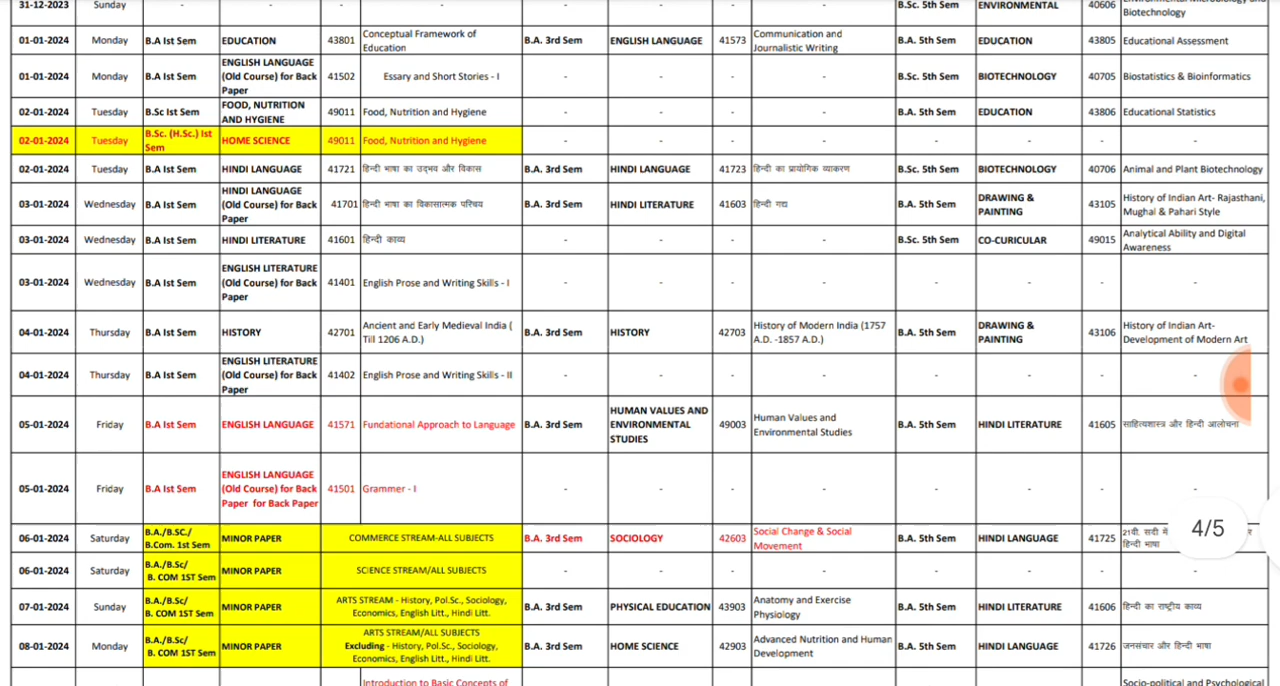 31-12-2023 Sunday - - - - - - - - B.Sc. 5th Sem ENVIRONMENTAL 40606
Biotechnology
01-01-2024 Monday B.A Ist Sem EDUCATION 43801 Conceptual Framework of Education B.A. 3rd Sem ENGLISH LANGUAGE 41573 Communication and Journalistic Writing B.A. 5th Sem EDUCATION 43805 Educational Assessment
01-01-2024 Monday B.A Ist Sem ENGLISH LANGUAGE (Old Course) for Back Paper 41502 Essary and Short Stories - I - - - - B.Sc. 5th Sem BIOTECHNOLOGY 40705 Biostatistics & Bioinformatics
02-01-2024 Tuesday B.Sc Ist Sem FOOD, NUTRITION AND HYGIENE 49011 Food, Nutrition and Hygiene - - - - B.A. 5th Sem EDUCATION 43806 Educational Statistics
02-01-2024 Tuesday B.Sc. (H.Sc.) Ist Sem HOME SCIENCE 49011 Food, Nutrition and Hygiene - - - - - - - -
02-01-2024 Tuesday B.A Ist Sem HINDI LANGUAGE 41721 हिन्दी भाषा का उद्भव और विकास B.A. 3rd Sem HINDI LANGUAGE 41723 हिन्दी का प्रायोगिक व्याकरण B.Sc. 5th Sem BIOTECHNOLOGY 40706 Animal and Plant Biotechnology
03-01-2024 Wednesday B.A Ist Sem HINDI LANGUAGE (Old Course) for Back Paper 41701 हिन्दी भाषा का विकासात्मक परिचय B.A. 3rd Sem HINDI LITERATURE 41603 हिन्दी गद्य B.A. 5th Sem DRAWING & PAINTING 43105 History of Indian Art- Rajasthani, Mughal & Pahari Style
03-01-2024 Wednesday B.A Ist Sem HINDI LITERATURE 41601 हिन्दी काव्य - - - - B.Sc. 5th Sem CO-CURICULAR 49015 Analytical Ability and Digital Awareness
03-01-2024 Wednesday B.A Ist Sem ENGLISH LITERATURE (Old Course) for Back Paper 41401 English Prose and Writing Skills - I - - - - - - - -
04-01-2024 Thursday B.A Ist Sem HISTORY 42701 Ancient and Early Medieval India ( Till 1206 A.D.) B.A. 3rd Sem HISTORY 42703 History of Modern India (1757 A.D. -1857 A.D.) B.A. 5th Sem DRAWING & PAINTING 43106 History of Indian Art- Development of Modern Art
04-01-2024 Thursday B.A Ist Sem ENGLISH LITERATURE (Old Course) for Back Paper 41402 English Prose and Writing Skills - II - - - - - - - -
05-01-2024 Friday B.A Ist Sem ENGLISH LANGUAGE 41571 Fundational Approach to Language B.A. 3rd Sem HUMAN VALUES AND ENVIRONMENTAL STUDIES 49003 Human Values and Environmental Studies B.A. 5th Sem HINDI LITERATURE 41605 साहित्यशास्त्र और हिन्दी आलोचना
05-01-2024 Friday B.A Ist Sem ENGLISH LANGUAGE (Old Course) for Back Paper for Back Paper 41501 Grammer - I - - - - - - - -
06-01-2024 Saturday B.A./B.SC./ B.Com. 1st Sem MINOR PAPER COMMERCE STREAM-ALL SUBJECTS B.A. 3rd Sem SOCIOLOGY 42603 Social Change & Social Movement B.A. 5th Sem HINDI LANGUAGE 41725 21वी. सदी में हिन्दी भाषा
4/5
06-01-2024 Saturday B.A./B.Sc/ B. COM 1ST Sem MINOR PAPER SCIENCE STREAM/ALL SUBJECTS - - - - - - - -
07-01-2024 Sunday B.A./B.Sc/ B. COM 1ST Sem MINOR PAPER ARTS STREAM - History, Pol.Sc., Sociology, Economics, English Litt., Hindi Litt. B.A. 3rd Sem PHYSICAL EDUCATION 43903 Anatomy and Exercise Physiology B.A. 5th Sem HINDI LITERATURE 41606 हिन्दी का राष्ट्रीय काव्य
08-01-2024 Monday B.A./B.Sc/ B. COM 1ST Sem MINOR PAPER ARTS STREAM/ALL SUBJECTS Excluding - History, Pol.Sc., Sociology, Economics, English Litt., Hindi Litt. B.A. 3rd Sem HOME SCIENCE 42903 Advanced Nutrition and Human Development B.A. 5th Sem HINDI LANGUAGE 41726 जनसंचार और हिन्दी भाषा
Introduction to Basic Concepts of Socio-political and Psychological